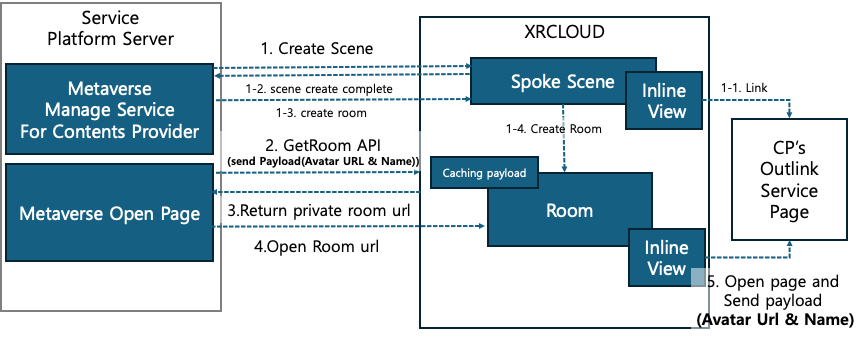 Service
Platform Server
Metaverse
Manage Service
For Contents Provider
Metaverse Open Page
1. Create Scene
1-2. scene create complete
1-3. create room
2. GetRoom API
(send Payload(Avatar URL & Name))
3.Return private room url
4.Open Room url
XRCLOUD
Spoke Scene
Inline
View
1-4. Create Room
Caching payload
Room
Inline
View
1-1. Link
CP's
Outlink
Service
Page
5. Open page and
Send payload
(Avatar Url & Name)